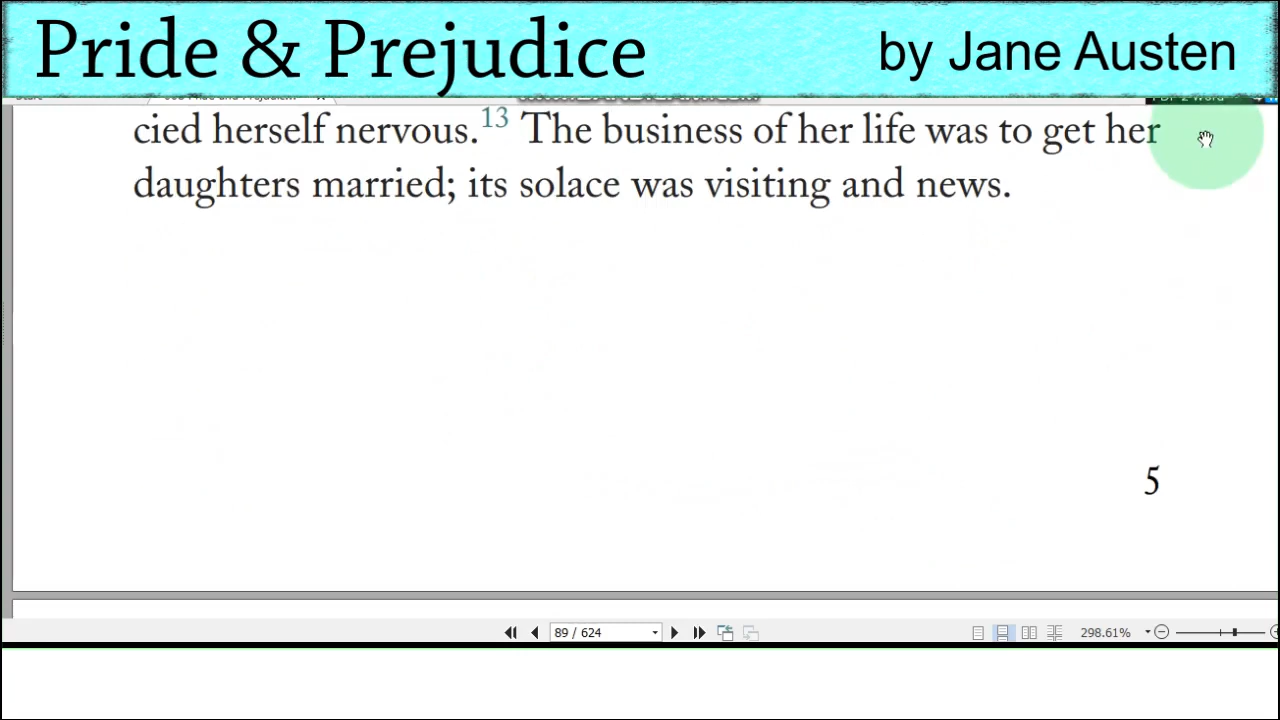 Pride & Prejudice
by Jane Austen
cied herself nervous.13 The business of her life was to get her
daughters married; its solace was visiting and news.
5
89 / 624
298.61%